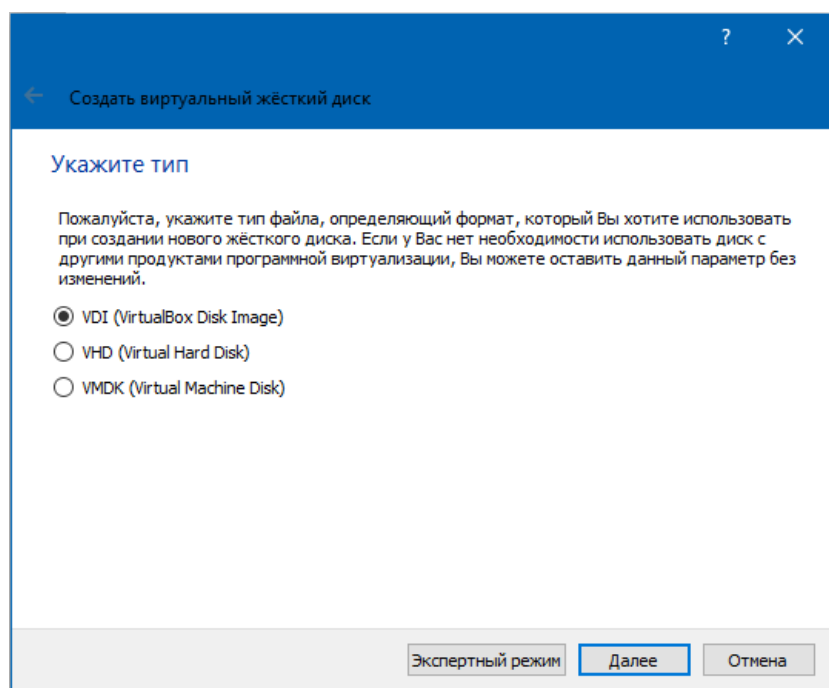 ?
Создать виртуальный жёсткий диск
Укажите тип
Пожалуйста, укажите тип файла, определяющий формат, который Вы хотите использовать
при создании нового жёсткого диска. Если у Вас нет необходимости использовать диск с
другими продуктами программной виртуализации, Вы можете оставить данный параметр без
изменений.
VDI (VirtualBox Disk Image)
VHD (Virtual Hard Disk)
VMDK (Virtual Machine Disk)
Экспертный режим Далее Отмена